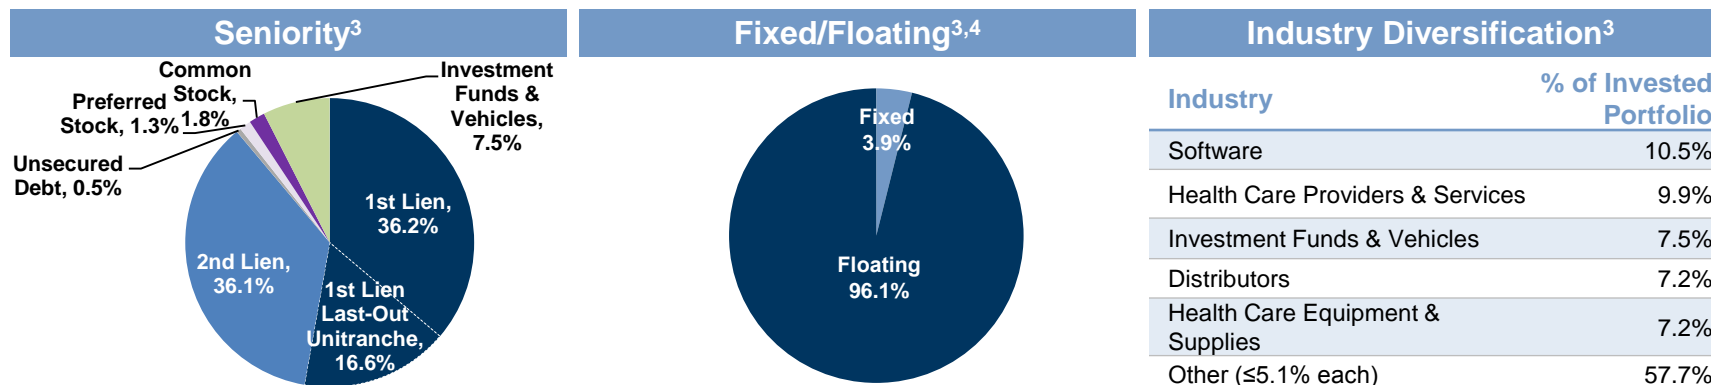 Seniority3
Common
Stock,
1.8%
Preferred
Stock, 1.3%
Unsecured
Debt, 0.5%
Investment
Funds &
Vehicles,
7.5%
1st Lien,
36.2%
2nd Lien,
36.1%
1st Lien
Last-Out
Unitranche,
16.6%
Fixed/Floating3,4
Fixed
3.9%
Floating
96.1%
Industry Diversification3
Industry
% of Invested
Portfolio
Software 10.5%
Health Care Providers & Services 9.9%
Investment Funds & Vehicles 7.5%
Distributors 7.2%
Health Care Equipment &
Supplies
7.2%
Other (≤5.1% each) 57.7%